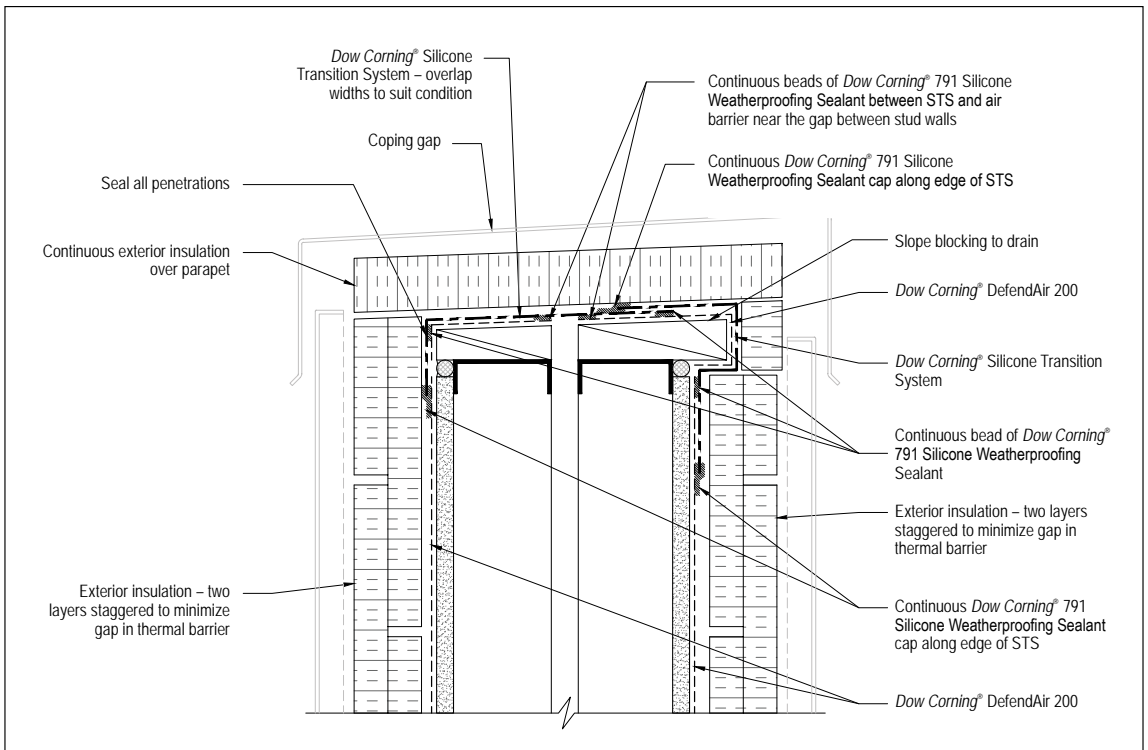 Dow Corning® Silicone
Transition System – overlap
widths to suit condition
Coping gap
Seal all penetrations
Continuous exterior insulation
over parapet
Exterior insulation – two
layers staggered to minimize
gap in thermal barrier
Continuous beads of Dow Corning® 791 Silicone
Weatherproofing Sealant between STS and air
barrier near the gap between stud walls
Continuous Dow Corning® 791 Silicone
Weatherproofing Sealant cap along edge of STS
Slope blocking to drain
Dow Corning® DefendAir 200
Dow Corning® Silicone Transition
System
Continuous bead of Dow Corning®
791 Silicone Weatherproofing
Sealant
Exterior insulation – two layers
staggered to minimize gap in
thermal barrier
Continuous Dow Corning® 791
Silicone Weatherproofing Sealant
cap along edge of STS
Dow Corning® DefendAir 200